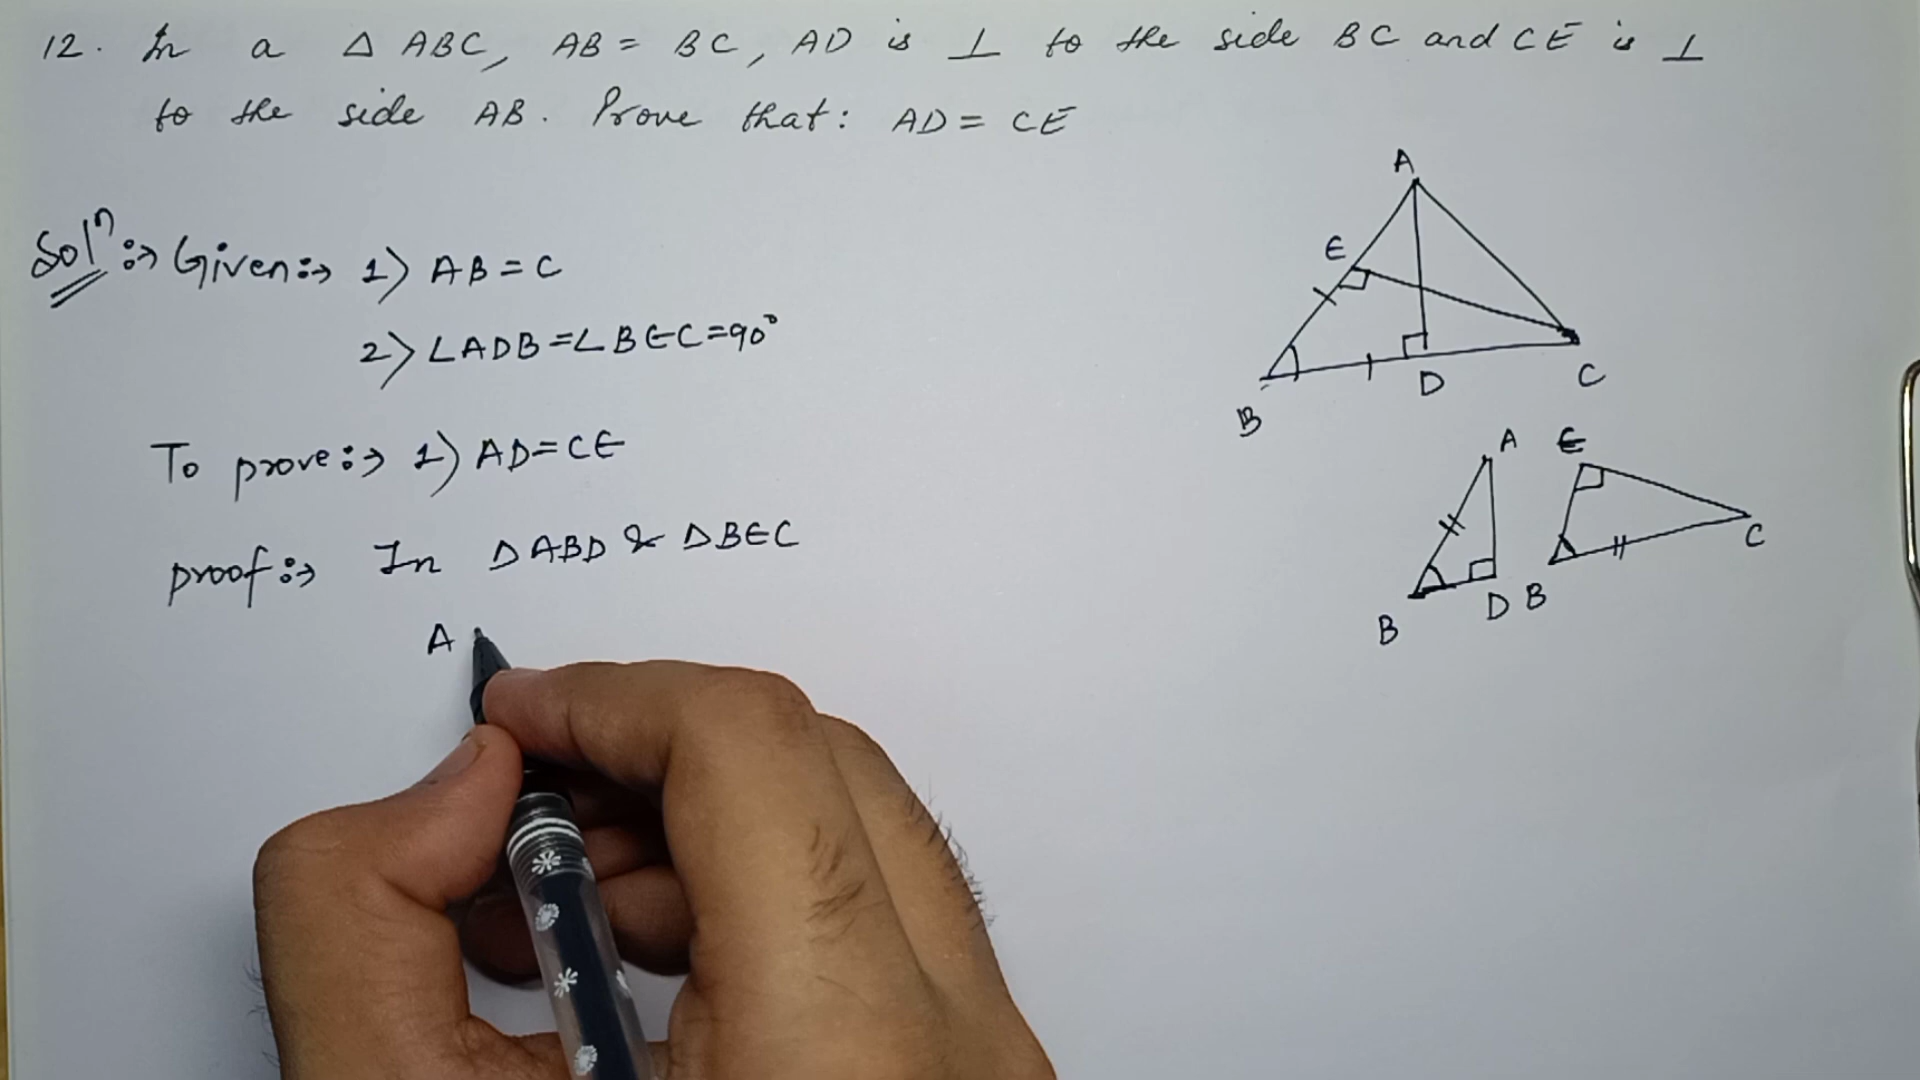 12. In a △ ABC, AB = BC, AD is ⊥ to the side BC and CE is ⊥
to the side AB. Prove that: AD = CE
Solⁿ:→ Given:→ 1) AB = C
2) ∠ADB = ∠BEC = 90°
To prove:→ 1) AD = CE
proof:→ In △ABD & △BEC
A
A
E
D
C
B
A E
C
D B
B